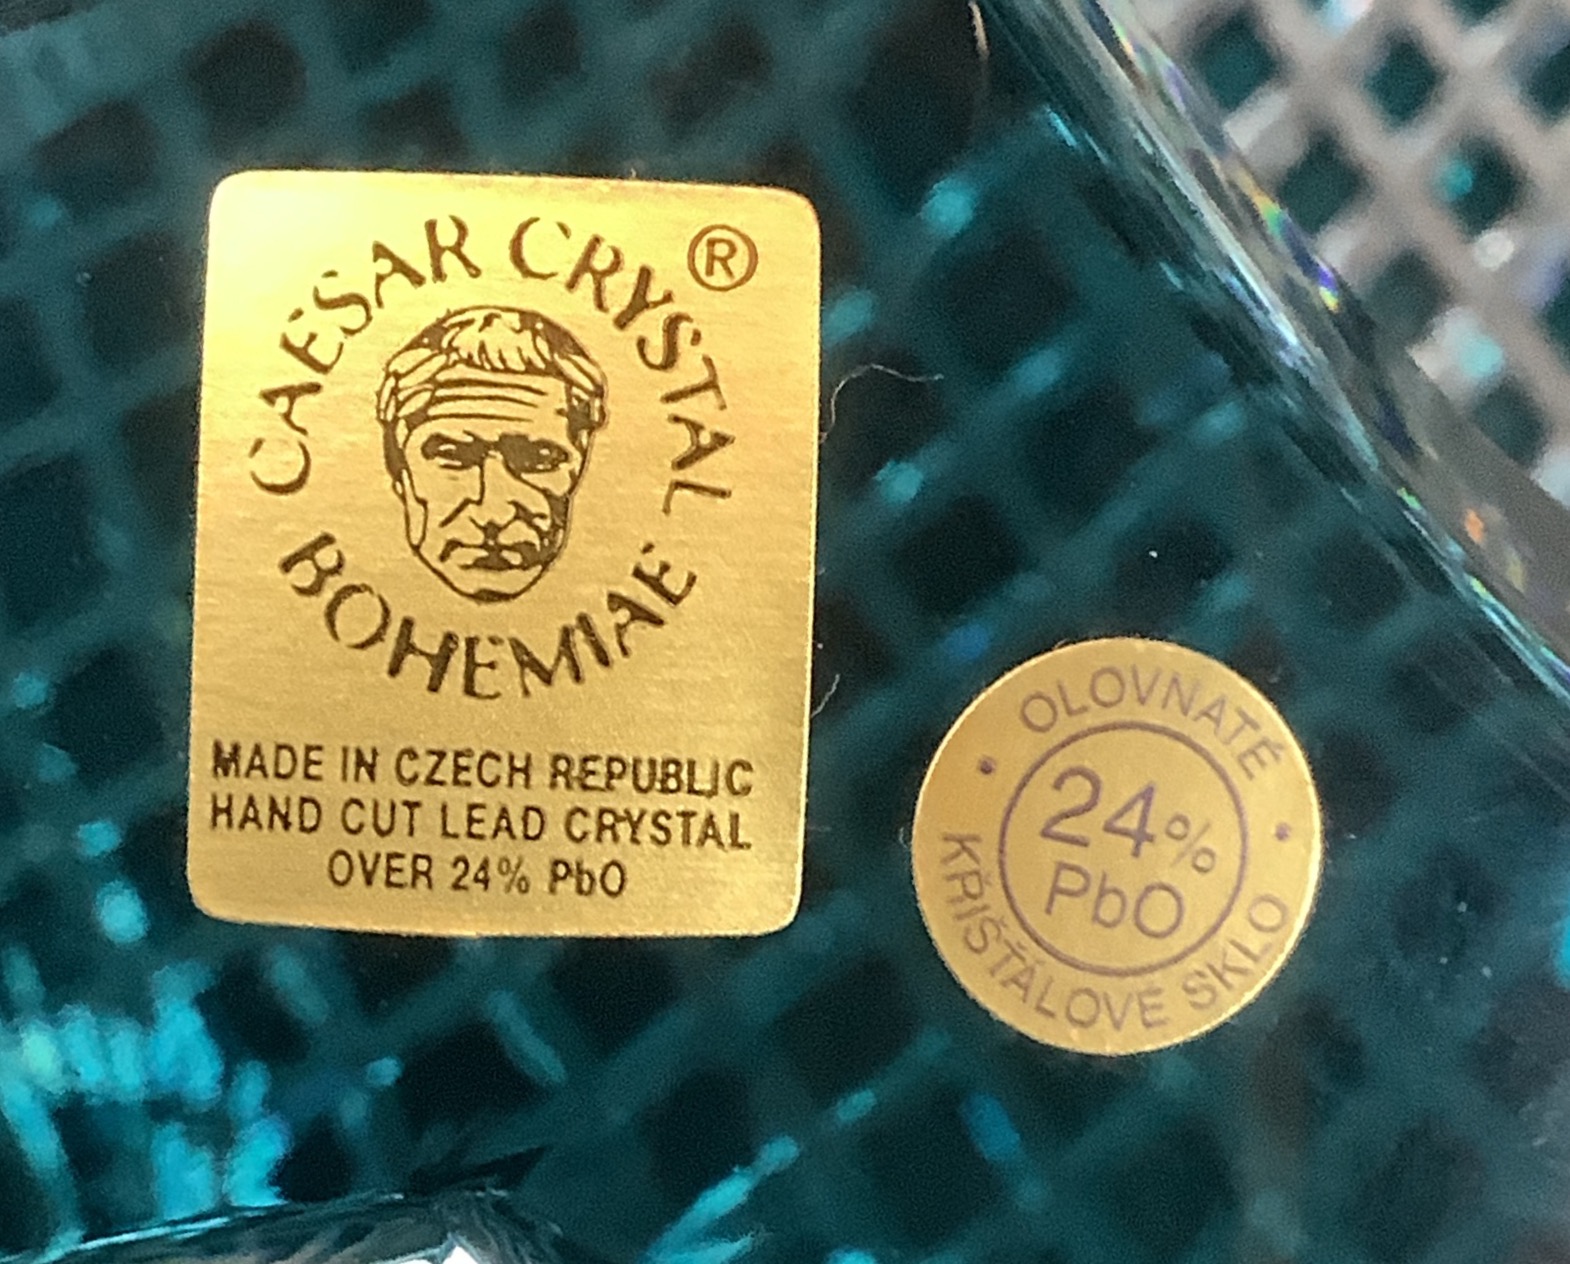 CAESAR CRYSTAL ®
BOHEMIAE
MADE IN CZECH REPUBLIC
HAND CUT LEAD CRYSTAL
OVER 24% PbO
OLOVNATÉ
24%
PbO
KŘIŠŤÁLOVÉ SKLO